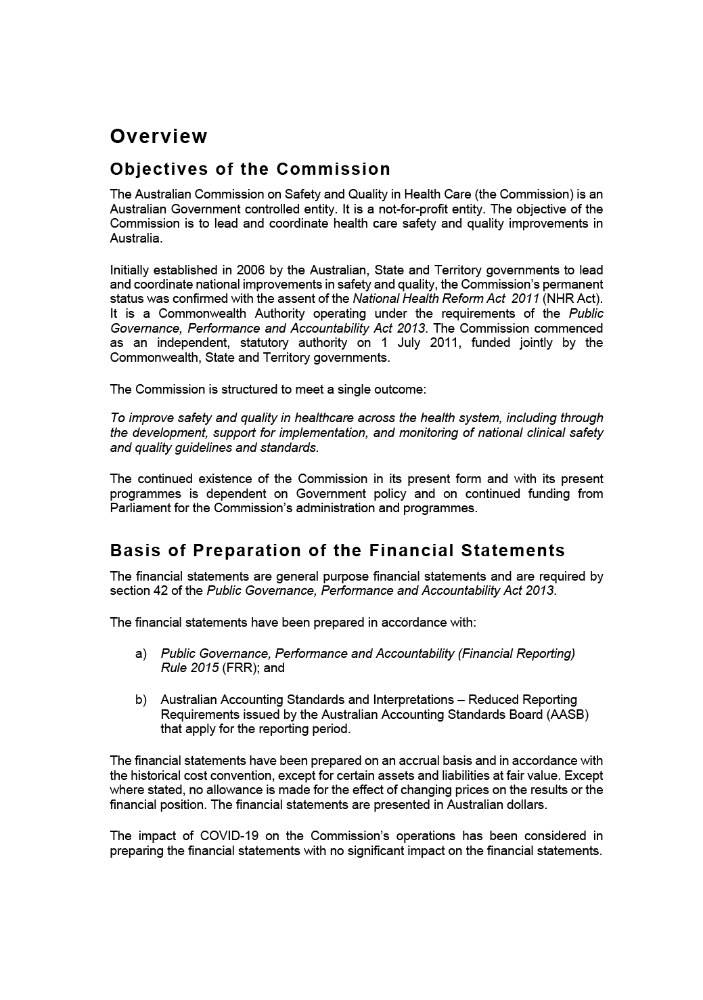 Overview
Objectives of the Commission
The Australian Commission on Safety and Quality in Health Care (the Commission) is an
Australian Government controlled entity. It is a not-for-profit entity. The objective of the
Commission is to lead and coordinate health care safety and quality improvements in
Australia.
Initially established in 2006 by the Australian, State and Territory governments to lead
and coordinate national improvements in safety and quality, the Commission’s permanent
status was confirmed with the assent of the National Health Reform Act 2011 (NHR Act).
It is a Commonwealth Authority operating under the requirements of the Public
Governance, Performance and Accountability Act 2013. The Commission commenced
as an independent, statutory authority on 1 July 2011, funded jointly by the
Commonwealth, State and Territory governments.
The Commission is structured to meet a single outcome:
To improve safety and quality in healthcare across the health system, including through
the development, support for implementation, and monitoring of national clinical safety
and quality guidelines and standards.
The continued existence of the Commission in its present form and with its present
programmes is dependent on Government policy and on continued funding from
Parliament for the Commission’s administration and programmes.
Basis of Preparation of the Financial Statements
The financial statements are general purpose financial statements and are required by
section 42 of the Public Governance, Performance and Accountability Act 2013.
The financial statements have been prepared in accordance with:
a) Public Governance, Performance and Accountability (Financial Reporting)
Rule 2015 (FRR); and
b) Australian Accounting Standards and Interpretations – Reduced Reporting
Requirements issued by the Australian Accounting Standards Board (AASB)
that apply for the reporting period.
The financial statements have been prepared on an accrual basis and in accordance with
the historical cost convention, except for certain assets and liabilities at fair value. Except
where stated, no allowance is made for the effect of changing prices on the results or the
financial position. The financial statements are presented in Australian dollars.
The impact of COVID-19 on the Commission’s operations has been considered in
preparing the financial statements with no significant impact on the financial statements.